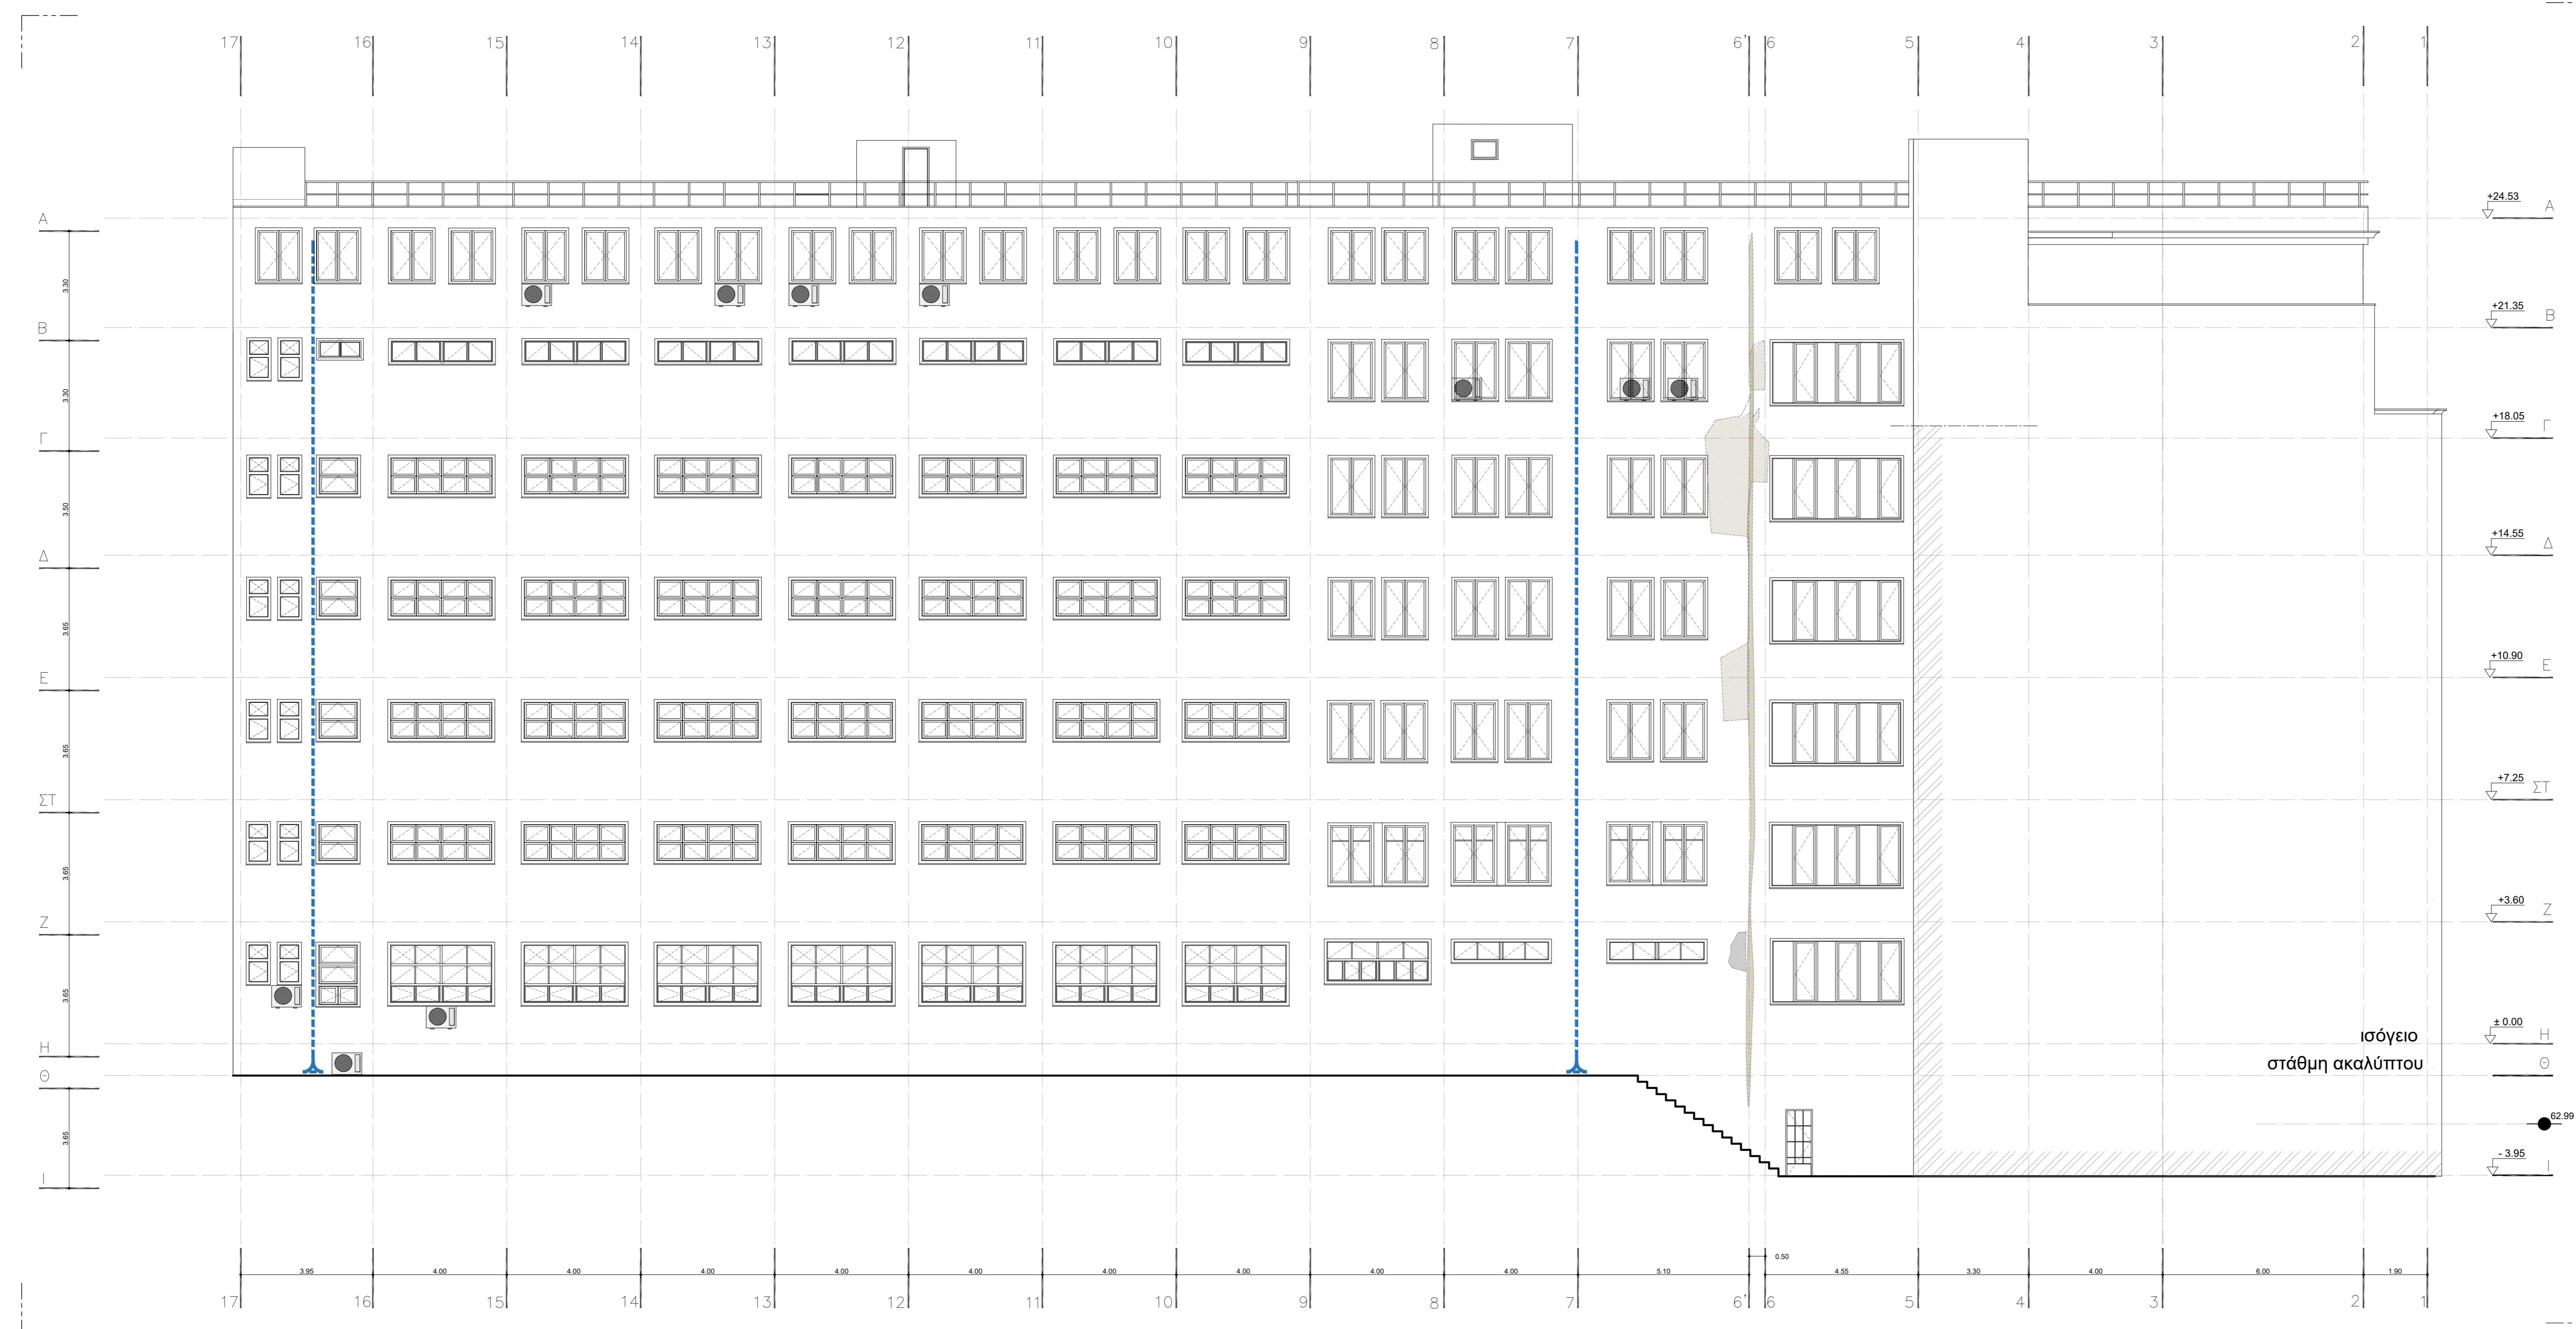 17 16 15 14 13 12 11 10 9 8 7 6' 6 5 4 3 2 1
+24.53
Α Α
3.30
+21.35
Β Β
3.30
+18.05
Γ Γ
3.50
+14.55
Δ Δ
3.65
+10.90
Ε Ε
3.65
+7.25
ΣΤ ΣΤ
3.65
+3.60
Ζ Ζ
3.65
± 0.00
Η ισόγειο Η
Θ στάθμη ακαλύπτου Θ
62.99
3.65
- 3.95
Ι Ι
0.50
3.95 4.00 4.00 4.00 4.00 4.00 4.00 4.00 4.00 4.00 5.10 4.55 3.30 4.00 6.00 1.90
17 16 15 14 13 12 11 10 9 8 7 6' 6 5 4 3 2 1